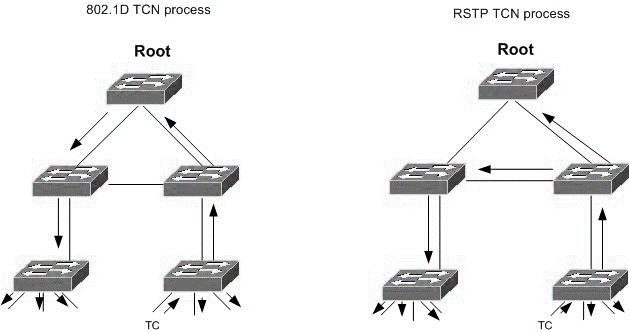 802.1D TCN process
RSTP TCN process
Root
Root
TC
TC